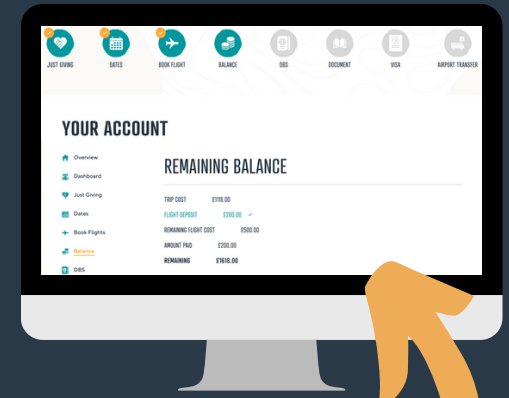 JUST GIVING DATES BOOK FLIGHT BALANCE DBS DOCUMENT VISA AIRPORT TRANSFER
YOUR ACCOUNT
Overview
Dashboard
Just Giving
Dates
Book Flights
Balance
DBS
REMAINING BALANCE
TRIP COST £1118.00
FLIGHT DEPOSIT £200.00 ✓
REMAINING FLIGHT COST £500.00
AMOUNT PAID £200.00
REMAINING £1618.00